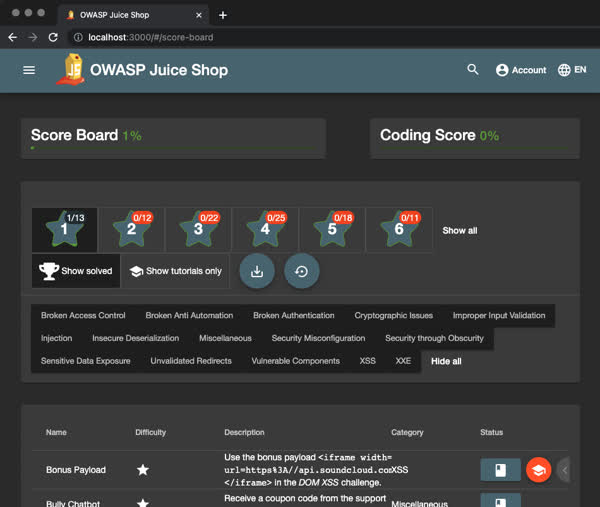 OWASP Juice Shop
localhost:3000/#/score-board
OWASP Juice Shop
Account
EN
Score Board 1%
Coding Score 0%
1 1/13
2 0/12
3 0/22
4 0/25
5 0/18
6 0/11
Show all
Show solved
Show tutorials only
Broken Access Control Broken Anti Automation Broken Authentication Cryptographic Issues Improper Input Validation
Injection Insecure Deserialization Miscellaneous Security Misconfiguration Security through Obscurity
Sensitive Data Exposure Unvalidated Redirects Vulnerable Components XSS XXE Hide all
Name Difficulty Description Category Status
Use the bonus payload <iframe width=
Bonus Payload url=https%3A//api.soundcloud.com XSS
</iframe> in the DOM XSS challenge.
Receive a coupon code from the support
Bully Chatbot Miscellaneous